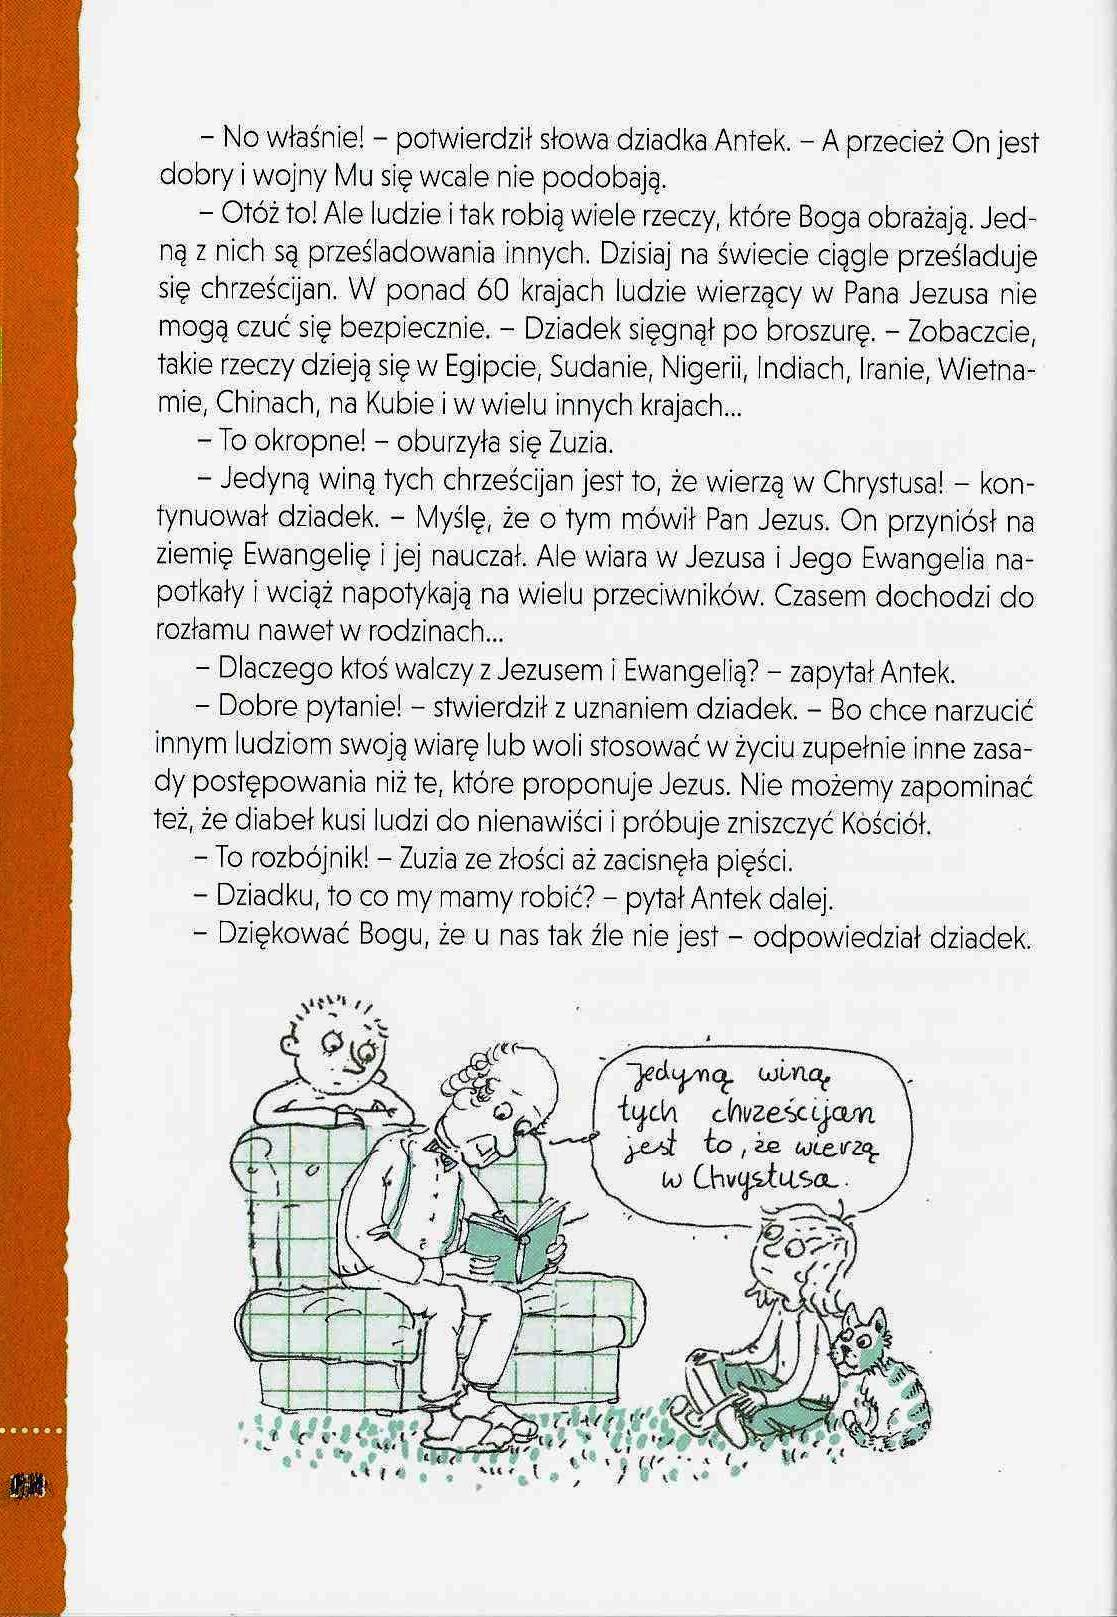 – No właśnie! – potwierdził słowa dziadka Antek. – A przecież On jest
dobry i wojny Mu się wcale nie podobają.
– Otóż to! Ale ludzie i tak robią wiele rzeczy, które Boga obrażają. Jed-
ną z nich są prześladowania innych. Dzisiaj na świecie ciągle prześladuje
się chrześcijan. W ponad 60 krajach ludzie wierzący w Pana Jezusa nie
mogą czuć się bezpiecznie. – Dziadek sięgnął po broszurę. – Zobaczcie,
takie rzeczy dzieją się w Egipcie, Sudanie, Nigerii, Indiach, Iranie, Wietna-
mie, Chinach, na Kubie i w wielu innych krajach...
– To okropne! – oburzyła się Zuzia.
– Jedyną winą tych chrześcijan jest to, że wierzą w Chrystusa! – kon-
tynuował dziadek. – Myślę, że o tym mówił Pan Jezus. On przyniósł na
ziemię Ewangelię i jej nauczał. Ale wiara w Jezusa i Jego Ewangelia na-
potkały i wciąż napotykają na wielu przeciwników. Czasem dochodzi do
rozłamu nawet w rodzinach...
– Dlaczego ktoś walczy z Jezusem i Ewangelią? – zapytał Antek.
– Dobre pytanie! – stwierdził z uznaniem dziadek. – Bo chce narzucić
innym ludziom swoją wiarę lub woli stosować w życiu zupełnie inne zasa-
dy postępowania niż te, które proponuje Jezus. Nie możemy zapominać
też, że diabeł kusi ludzi do nienawiści i próbuje zniszczyć Kościół.
– To rozbójnik! – Zuzia ze złości aż zacisnęła pięści.
– Dziadku, to co my mamy robić? – pytał Antek dalej.
– Dziękować Bogu, że u nas tak źle nie jest – odpowiedział dziadek.
Jedyną winą
tych chrześcijan
jest to, że wierzą
w Chrystusa.